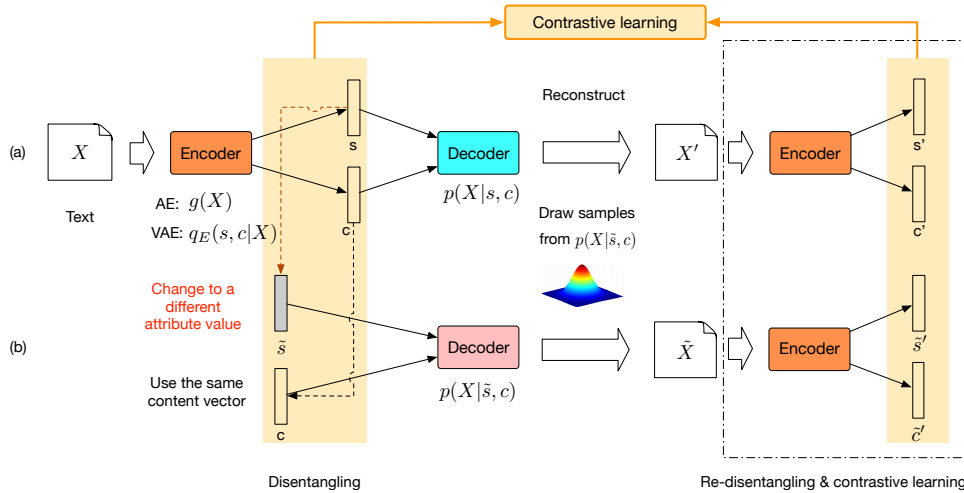 Contrastive learning
Reconstruct
(a)
X
Encoder
s
c
Decoder
p(X|s, c)
X′
Encoder
s'
c'
Text
AE: g(X)
VAE: q_E(s, c|X)
Draw samples
from p(X|s̃, c)
Change to a
different
attribute value
(b)
s̃
Decoder
p(X|s̃, c)
X̃
Encoder
s̃′
c̃′
Use the same
content vector
c
Disentangling
Re-disentangling & contrastive learning